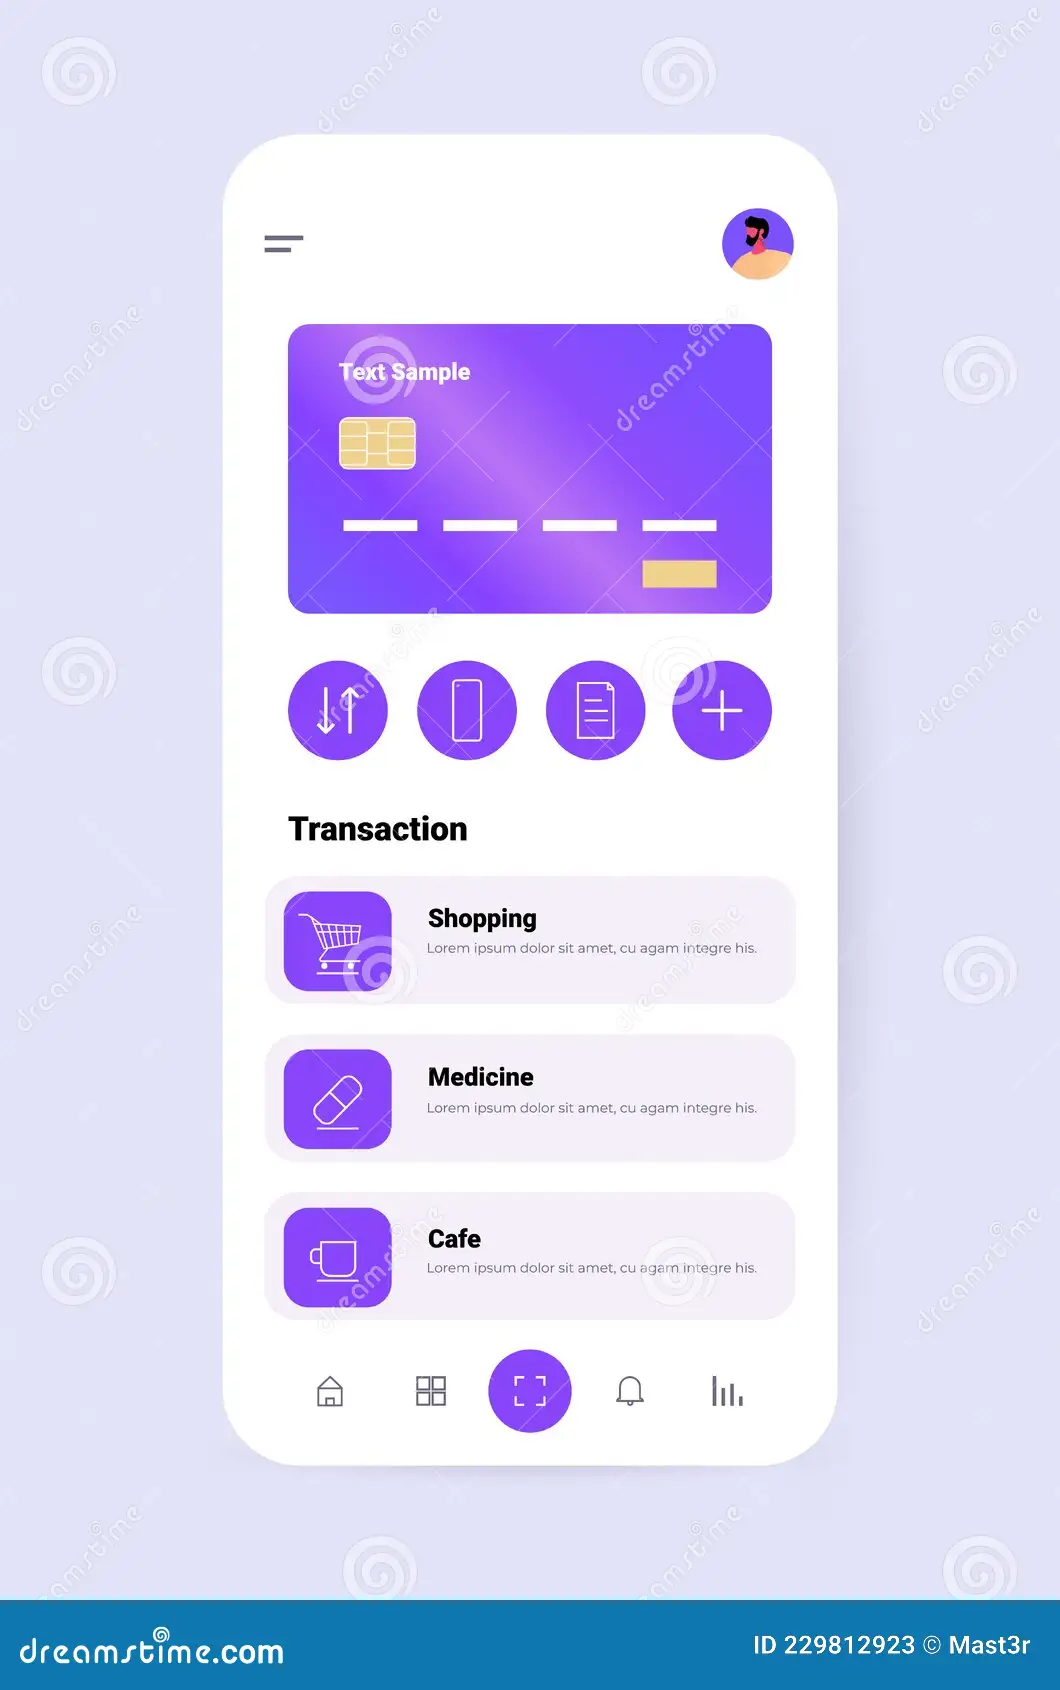 Text Sample
Transaction
Shopping
Lorem ipsum dolor sit amet, cu agam integre his.
Medicine
Lorem ipsum dolor sit amet, cu agam integre his.
Cafe
Lorem ipsum dolor sit amet, cu agam integre his.
dreamstime.com
ID 229812923 © Mast3r